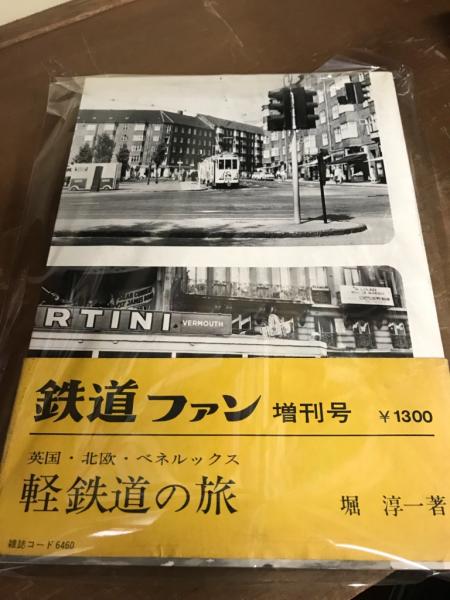 RTINI VERMOUTH
鉄道ファン 増刊号 ¥1300
英国・北欧・ベネルックス
軽鉄道の旅 堀 淳一著
雑誌コード6460